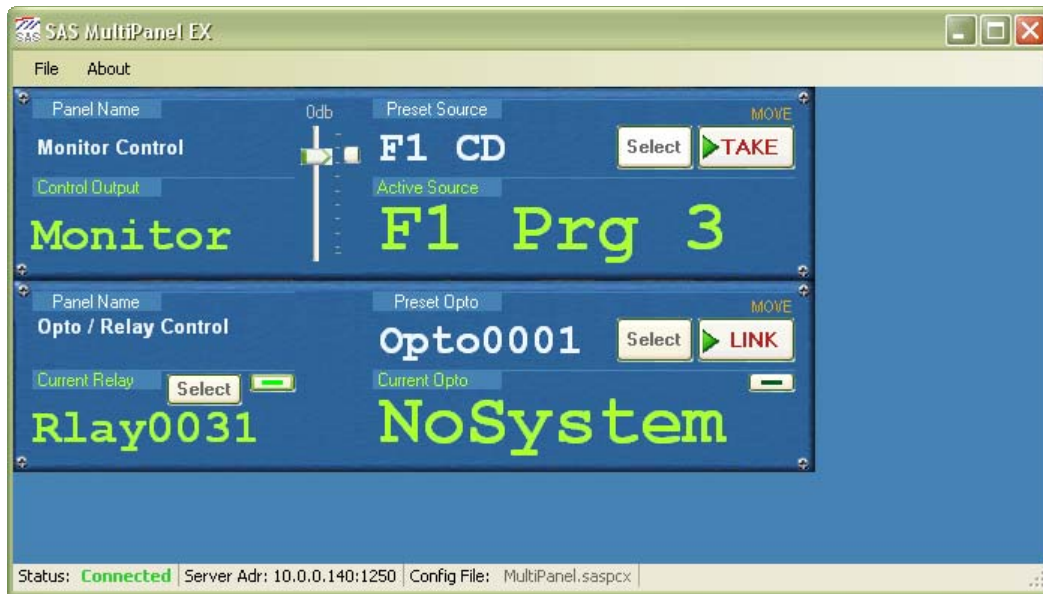 SAS MultiPanel EX
File About
Panel Name
0db
Preset Source
MOVE
Monitor Control
F1 CD
Select
TAKE
Control Output
Active Source
Monitor
F1 Prg 3
Panel Name
Preset Opto
MOVE
Opto / Relay Control
Opto0001
Select
LINK
Current Relay
Select
Current Opto
Rlay0031
NoSystem
Status: Connected Server Adr: 10.0.0.140:1250 Config File: MultiPanel.saspcx